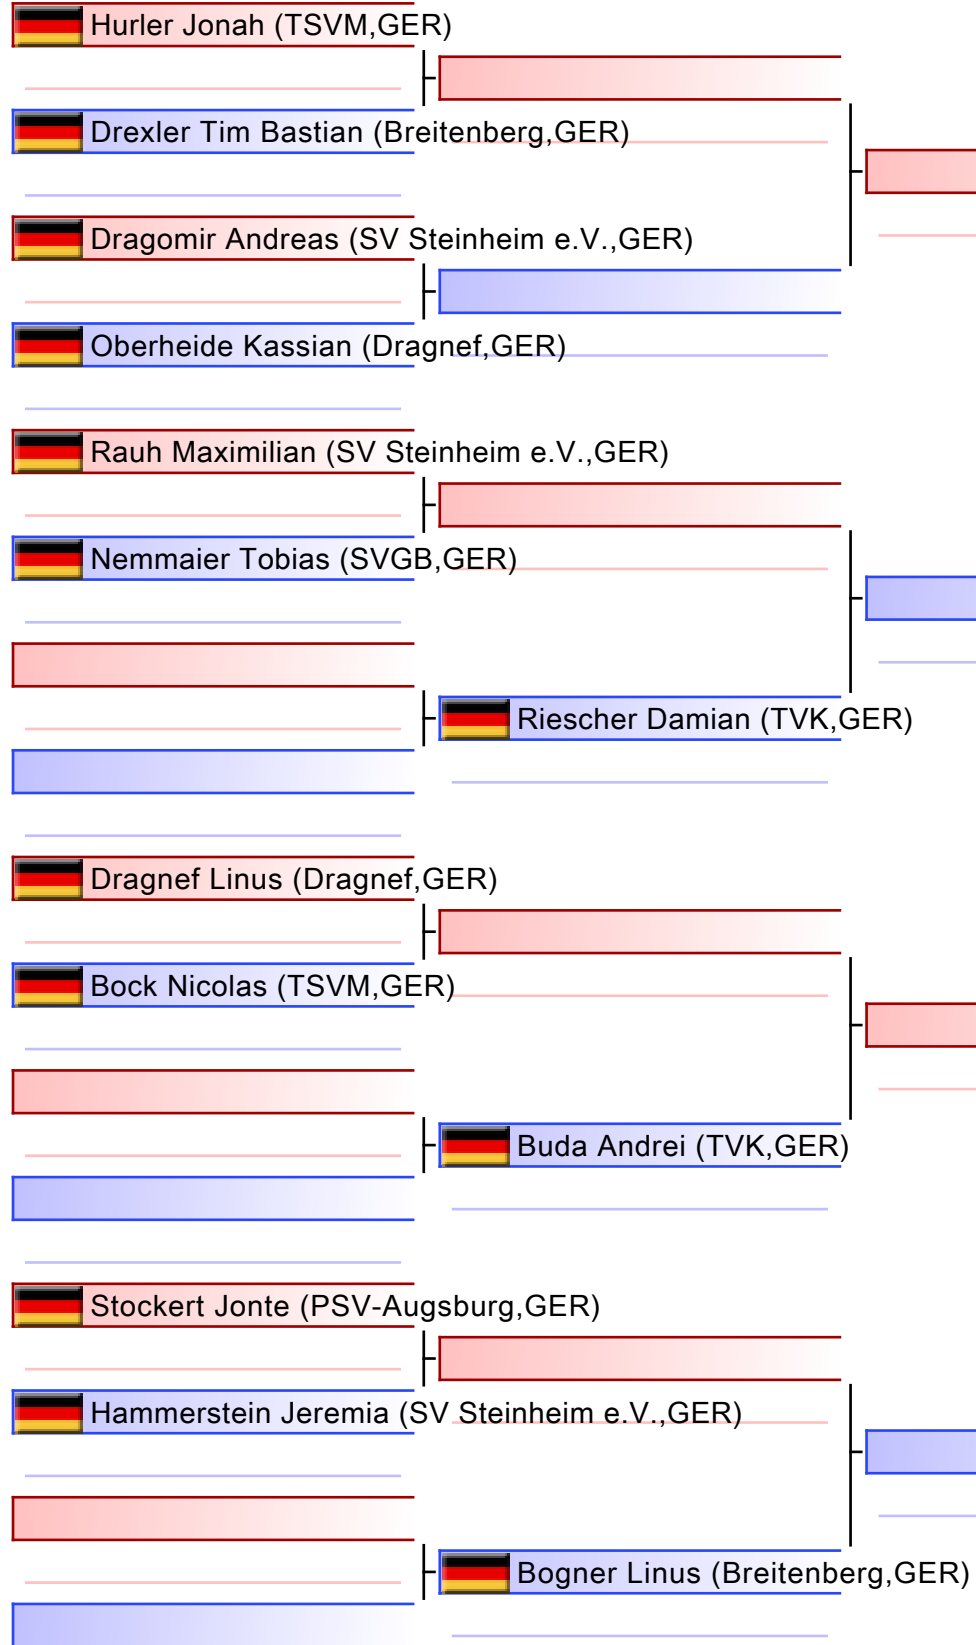 Hurler Jonah (TSVM,GER)
Drexler Tim Bastian (Breitenberg,GER)
Dragomir Andreas (SV Steinheim e.V.,GER)
Oberheide Kassian (Dragnef,GER)
Rauh Maximilian (SV Steinheim e.V.,GER)
Nemmaier Tobias (SVGB,GER)
Riescher Damian (TVK,GER)
Dragnef Linus (Dragnef,GER)
Bock Nicolas (TSVM,GER)
Buda Andrei (TVK,GER)
Stockert Jonte (PSV-Augsburg,GER)
Hammerstein Jeremia (SV Steinheim e.V.,GER)
Bogner Linus (Breitenberg,GER)